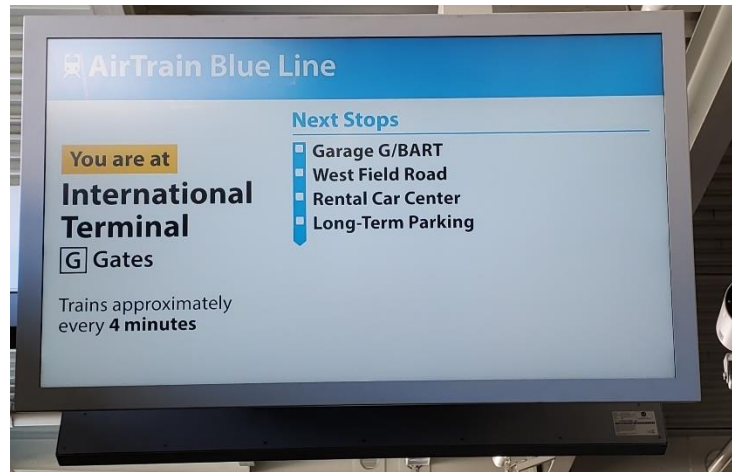 AirTrain Blue Line
You are at
International
Terminal
G Gates
Trains approximately
every 4 minutes
Next Stops
Garage G/BART
West Field Road
Rental Car Center
Long-Term Parking